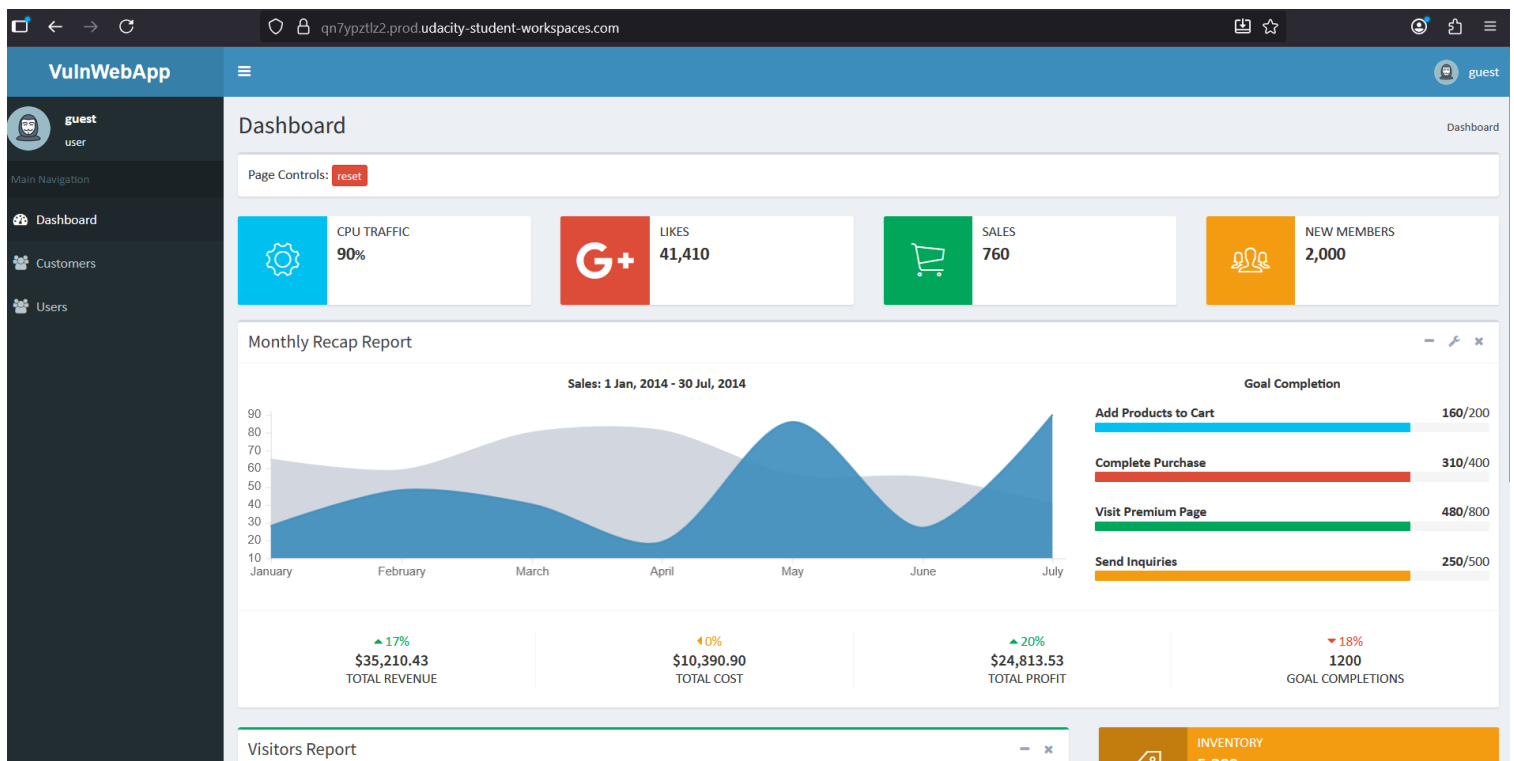 qn7ypztlz2.prod.udacity-student-workspaces.com
VulnWebApp
guest
guest
user
Main Navigation
Dashboard
Customers
Users
Dashboard
Dashboard
Page Controls: reset
CPU TRAFFIC
90%
G+
LIKES
41,410
SALES
760
NEW MEMBERS
2,000
Monthly Recap Report
Sales: 1 Jan, 2014 - 30 Jul, 2014
90
80
70
60
50
40
30
20
10
January February March April May June July
Goal Completion
Add Products to Cart 160/200
Complete Purchase 310/400
Visit Premium Page 480/800
Send Inquiries 250/500
17%
$35,210.43
TOTAL REVENUE
0%
$10,390.90
TOTAL COST
20%
$24,813.53
TOTAL PROFIT
18%
1200
GOAL COMPLETIONS
Visitors Report
INVENTORY